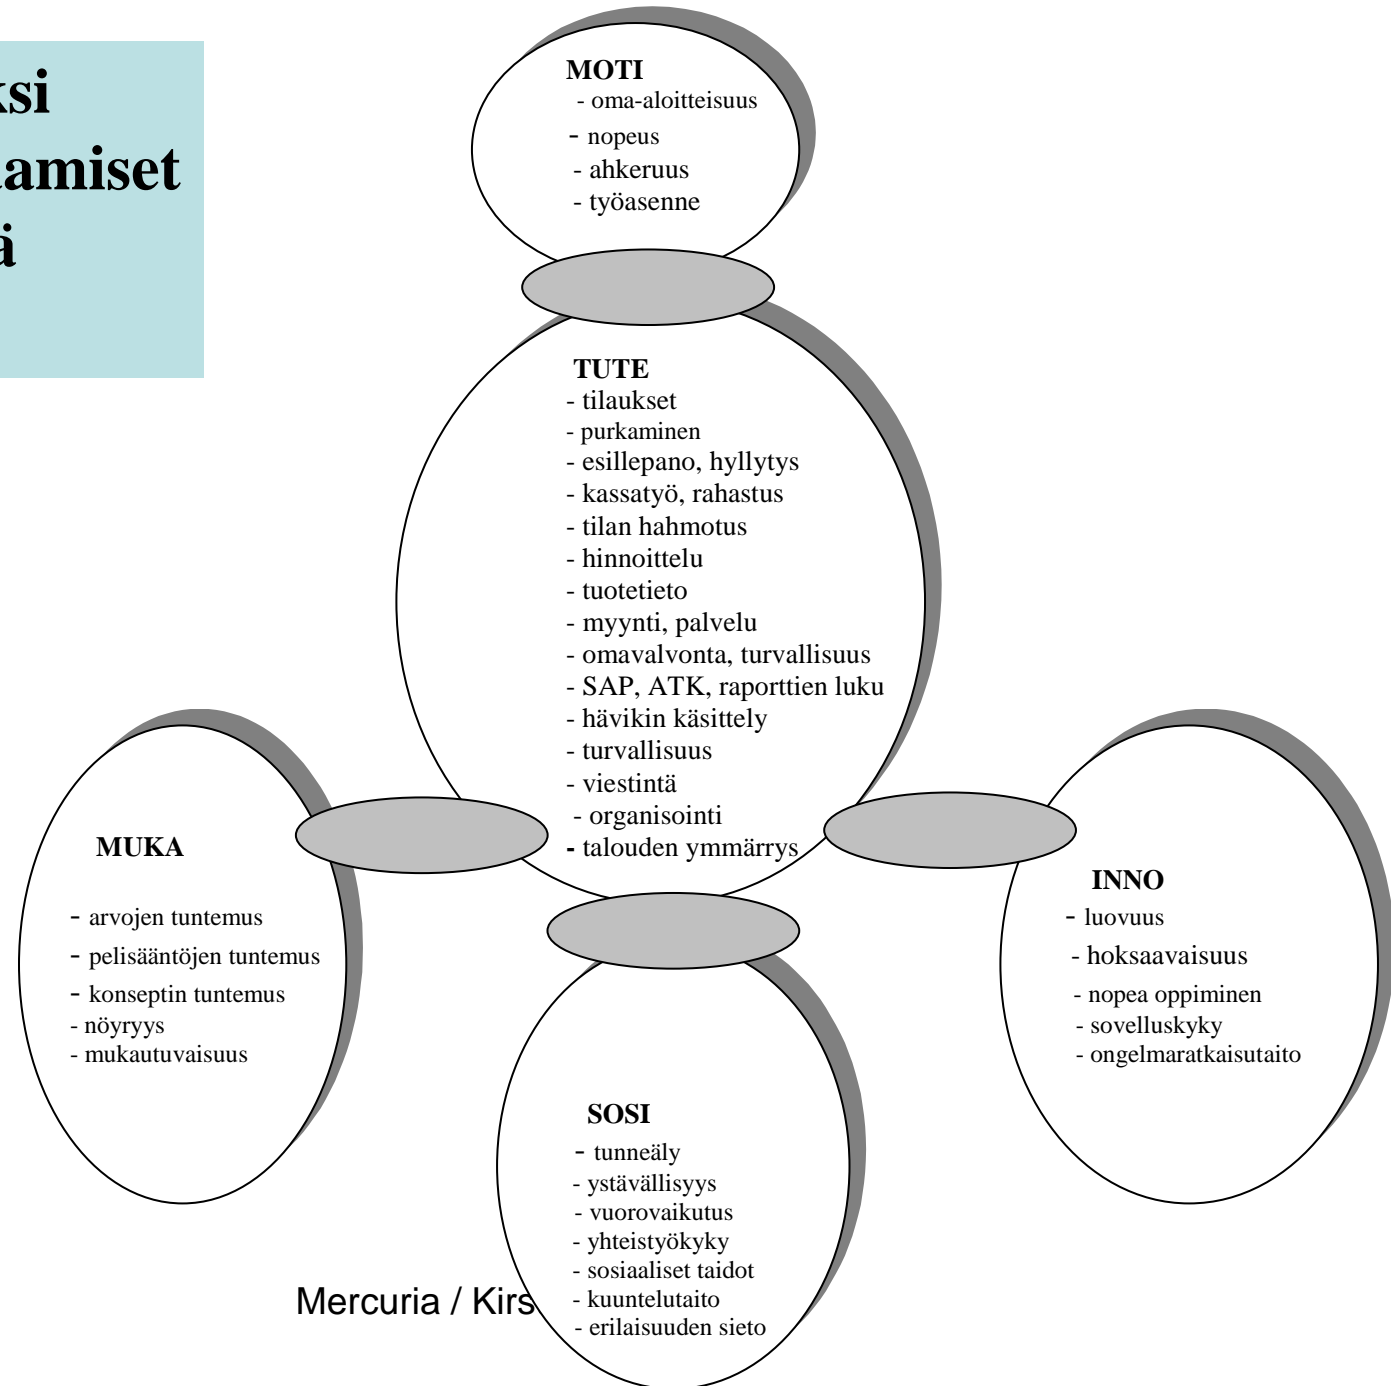 ksi
amiset
ä
MOTI
- oma-aloitteisuus
- nopeus
- ahkeruus
- työasenne
TUTE
- tilaukset
- purkaminen
- esillepano, hyllytys
- kassatyö, rahastus
- tilan hahmotus
- hinnoittelu
- tuotetieto
- myynti, palvelu
- omavalvonta, turvallisuus
- SAP, ATK, raporttien luku
- hävikin käsittely
- turvallisuus
- viestintä
- organisointi
- talouden ymmärrys
MUKA
- arvojen tuntemus
- pelisääntöjen tuntemus
- konseptin tuntemus
- nöyryys
- mukautuvaisuus
INNO
- luovuus
- hoksaavaisuus
- nopea oppiminen
- sovelluskyky
- ongelmaratkaisutaito
SOSI
- tunneäly
- ystävällisyys
- vuorovaikutus
- yhteistyökyky
- sosiaaliset taidot
- kuuntelutaito
- erilaisuuden sieto
Mercuria / Kirs